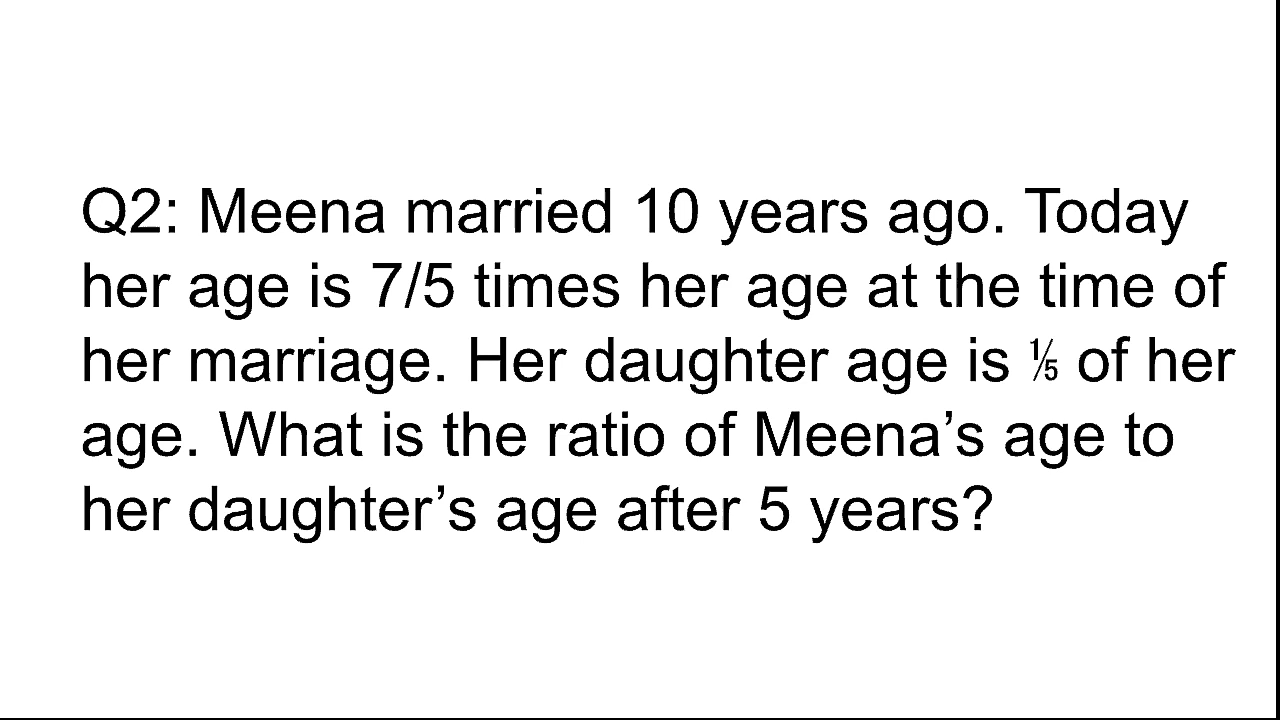 Q2: Meena married 10 years ago. Today
her age is 7/5 times her age at the time of
her marriage. Her daughter age is ⅕ of her
age. What is the ratio of Meena’s age to
her daughter’s age after 5 years?